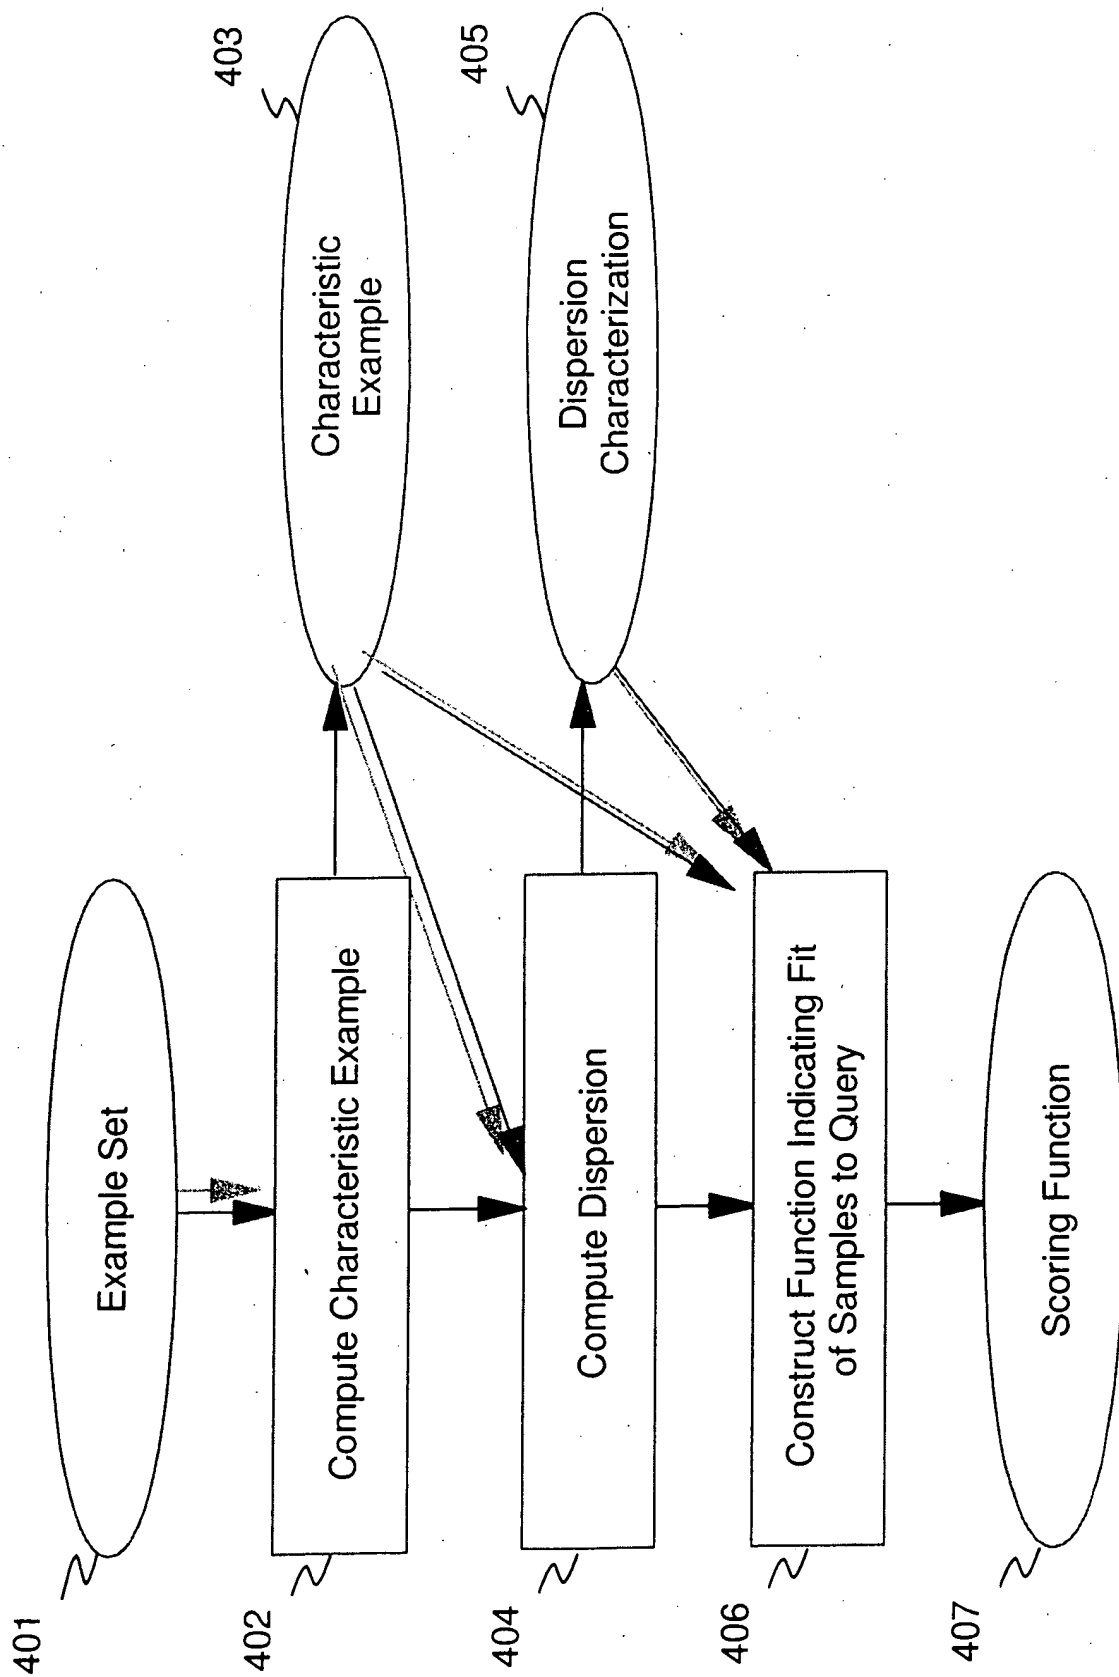 401
Example Set
402
Compute Characteristic Example
403
Characteristic
Example
404
Compute Dispersion
405
Dispersion
Characterization
406
Construct Function Indicating Fit
of Samples to Query
407
Scoring Function